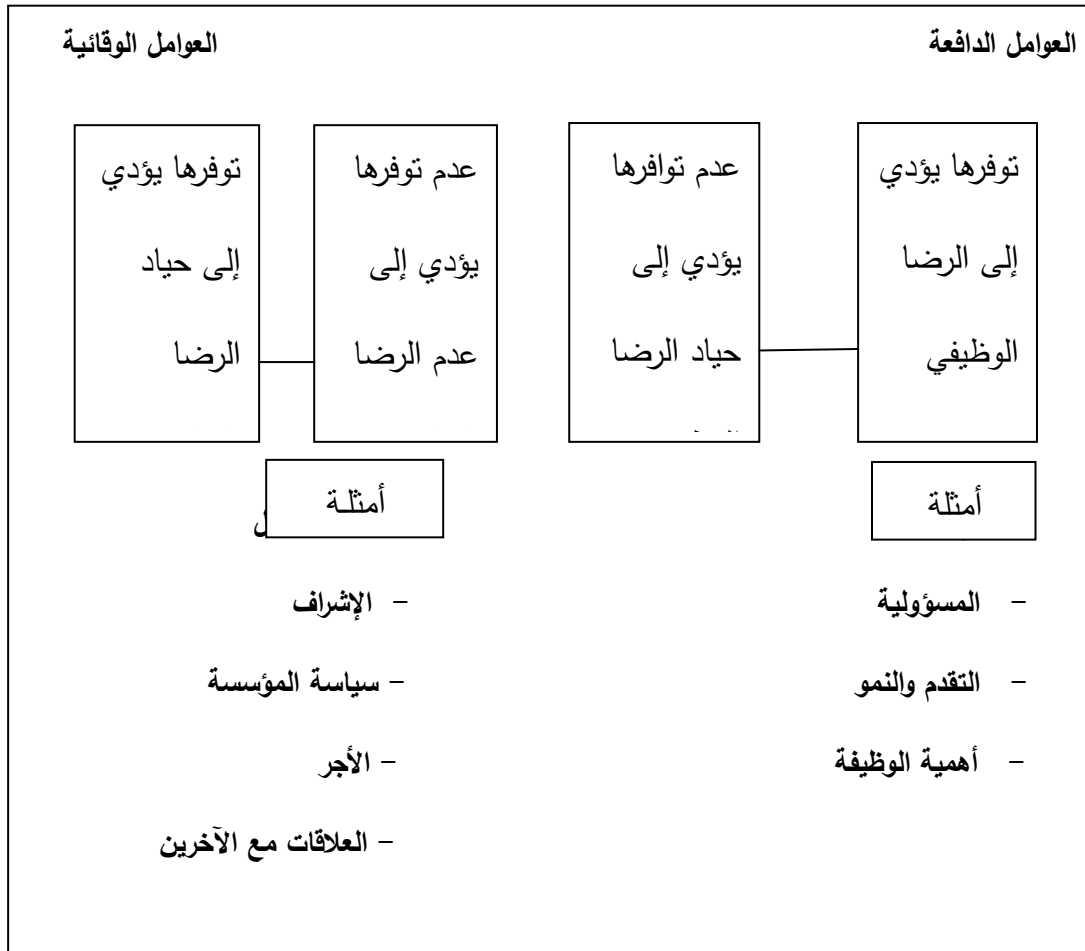 العوامل الدافعة
العوامل الوقائية
توفرها يؤدي
إلى الرضا
الوظيفي
عدم توافرها
يؤدي إلى
حياد الرضا
عدم توفرها
يؤدي إلى
عدم الرضا
توفرها يؤدي
إلى حياد
الرضا
أمثلة
أمثلة
– المسؤولية
– التقدم والنمو
– أهمية الوظيفة
– الإشراف
– سياسة المؤسسة
– الأجر
– العلاقات مع الآخرين